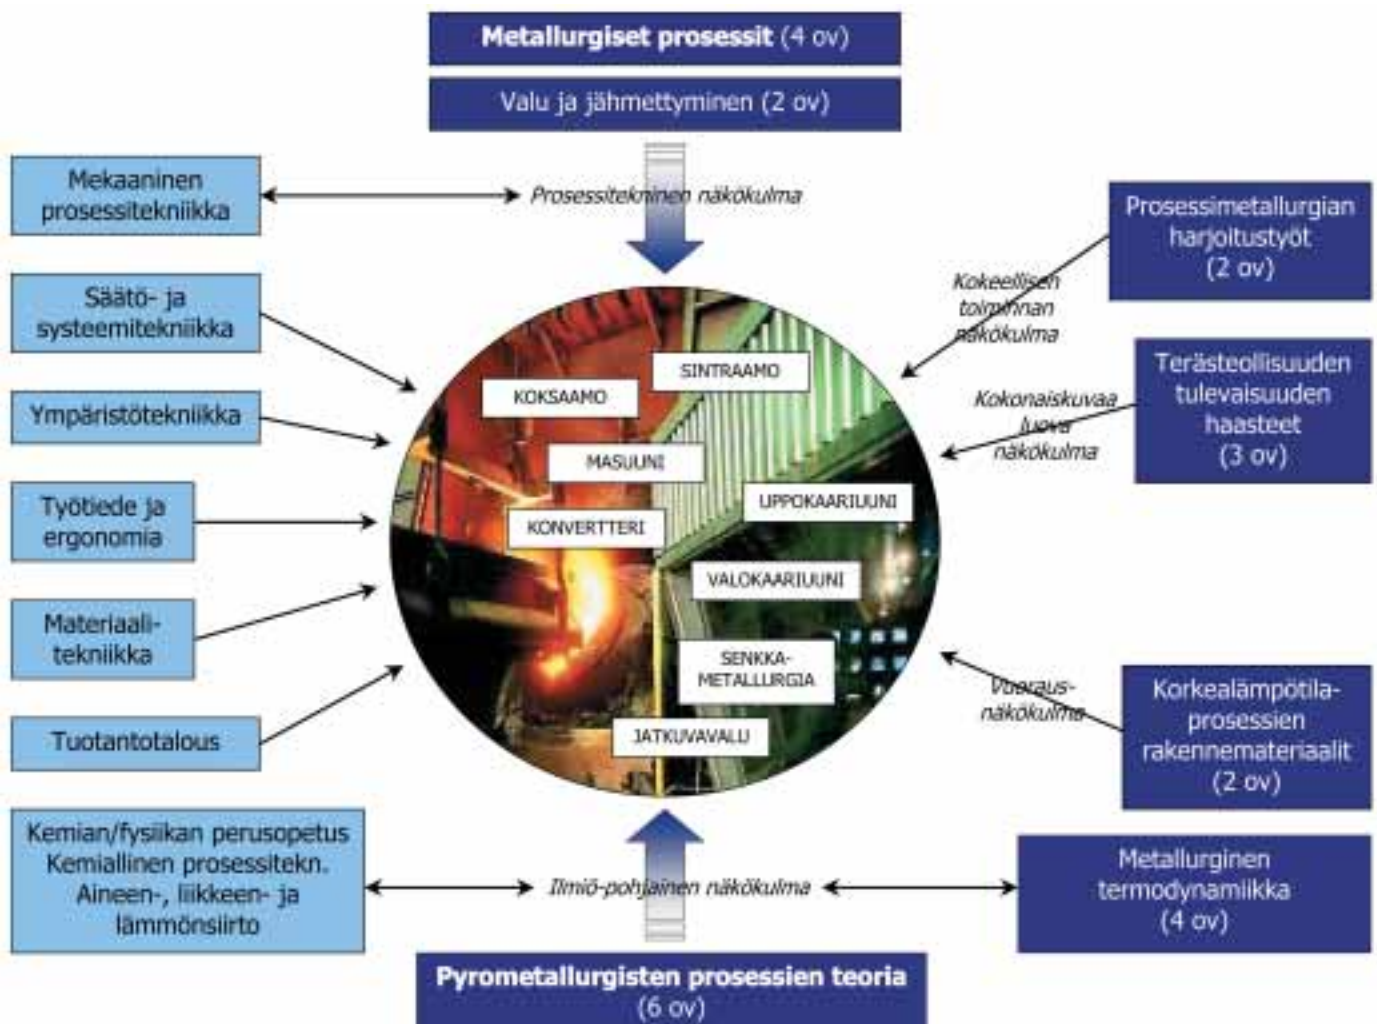 Metallurgiset prosessit (4 ov)
Valu ja jähmettyminen (2 ov)
Mekaaninen
prosessitekniikka
Prosessitekninen näkökulma
Prosessimetallurgian
harjoitustyöt
(2 ov)
Säätö- ja
systeemitekniikka
Kokeellisen
toiminnan
näkökulma
Terästeollisuuden
tulevaisuuden
haasteet
(3 ov)
Ympäristötekniikka
Kokonaiskuvaa
luova
näkökulma
SINTRAAMO
KOKSAAMO
MASUUNI
UPPOKAARIUUNI
KONVERTTERI
VALOKAARIUUNI
SENKKA-
METALLURGIA
JATKUVAVALU
Työtiede ja
ergonomia
Materiaali-
tekniikka
Tuotantotalous
Vuoraus-
näkökulma
Korkealämpötila-
prosessien
rakennemateriaalit
(2 ov)
Kemian/fysiikan perusopetus
Kemiallinen prosessitekn.
Aineen-, liikkeen- ja
lämmönsiirto
Ilmiö-pohjainen näkökulma
Metallurginen
termodynamiikka
(4 ov)
Pyrometallurgisten prosessien teoria
(6 ov)